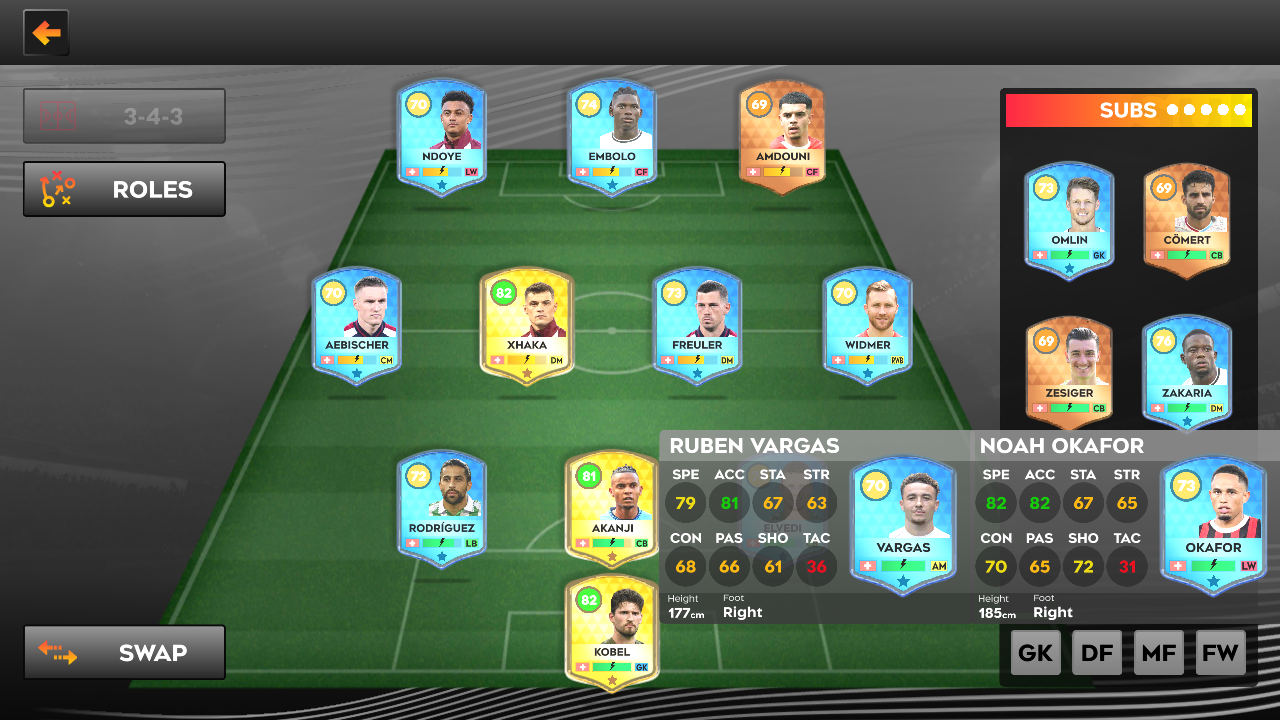 3-4-3
ROLES
70
NDOYE
LW
74
EMBOLO
CF
69
AMDOUNI
CF
70
AEBISCHER
CM
82
XHAKA
DM
73
FREULER
DM
70
WIDMER
RWB
72
RODRÍGUEZ
LB
81
AKANJI
CB
ELVEDI
82
KOBEL
GK
SWAP
SUBS
73
OMLIN
GK
69
CÖMERT
CB
69
ZESIGER
CB
76
ZAKARIA
DM
RUBEN VARGAS
SPE ACC STA STR
79 81 67 63
CON PAS SHO TAC
68 66 61 36
Height Foot
177cm Right
70
VARGAS
AM
NOAH OKAFOR
SPE ACC STA STR
82 82 67 65
CON PAS SHO TAC
70 65 72 31
Height Foot
185cm Right
73
OKAFOR
LW
GK DF MF FW